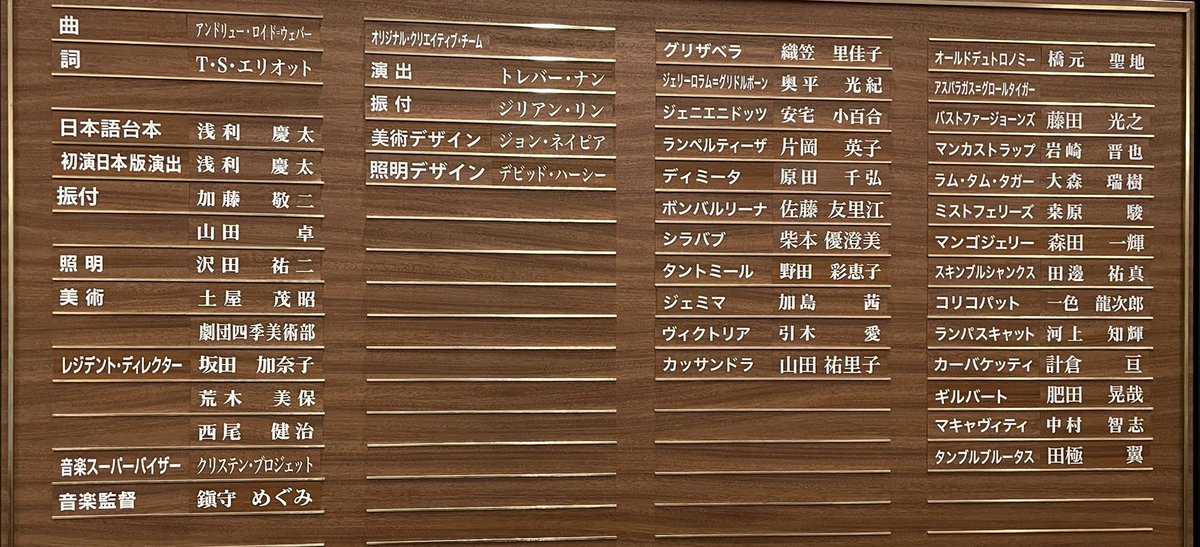 曲 アンドリュー・ロイド=ウェバー
詞 T・S・エリオット
日本語台本 浅利 慶太
初演日本版演出 浅利 慶太
振付 加藤 敬二
山田 卓
照明 沢田 祐二
美術 土屋 茂昭
劇団四季美術部
レジデント・ディレクター 坂田 加奈子
荒木 美保
西尾 健治
音楽スーパーバイザー クリステン・ブロジェット
音楽監督 鎭守 めぐみ
オリジナル・クリエイティブ・チーム
演出 トレバー・ナン
振付 ジリアン・リン
美術デザイン ジョン・ネイピア
照明デザイン デビッド・ハーシー
グリザベラ 織笠 里佳子
ジェリーロラム=グリドルボーン 奥平 光紀
ジェニエニドッツ 安宅 小百合
ランペルティーザ 片岡 英子
ディミータ 原田 千弘
ボンバルリーナ 佐藤 友里江
シラバブ 柴本 優澄美
タントミール 野田 彩恵子
ジェミマ 加島 茜
ヴィクトリア 引木 愛
カッサンドラ 山田 祐里子
オールドデュトロノミー 橋元 聖地
アスパラガス=グロールタイガー
バストファージョーンズ 藤田 光之
マンカストラップ 岩崎 晋也
ラム・タム・タガー 大森 瑞樹
ミストフェリーズ 桒原 駿
マンゴジェリー 森田 一輝
スキンブルシャンクス 田邊 祐真
コリコパット 一色 龍次郎
ランパスキャット 河上 知輝
カーバケッティ 計倉 亘
ギルバート 肥田 晃哉
マキャヴィティ 中村 智志
タンブルブルータス 田極 翼